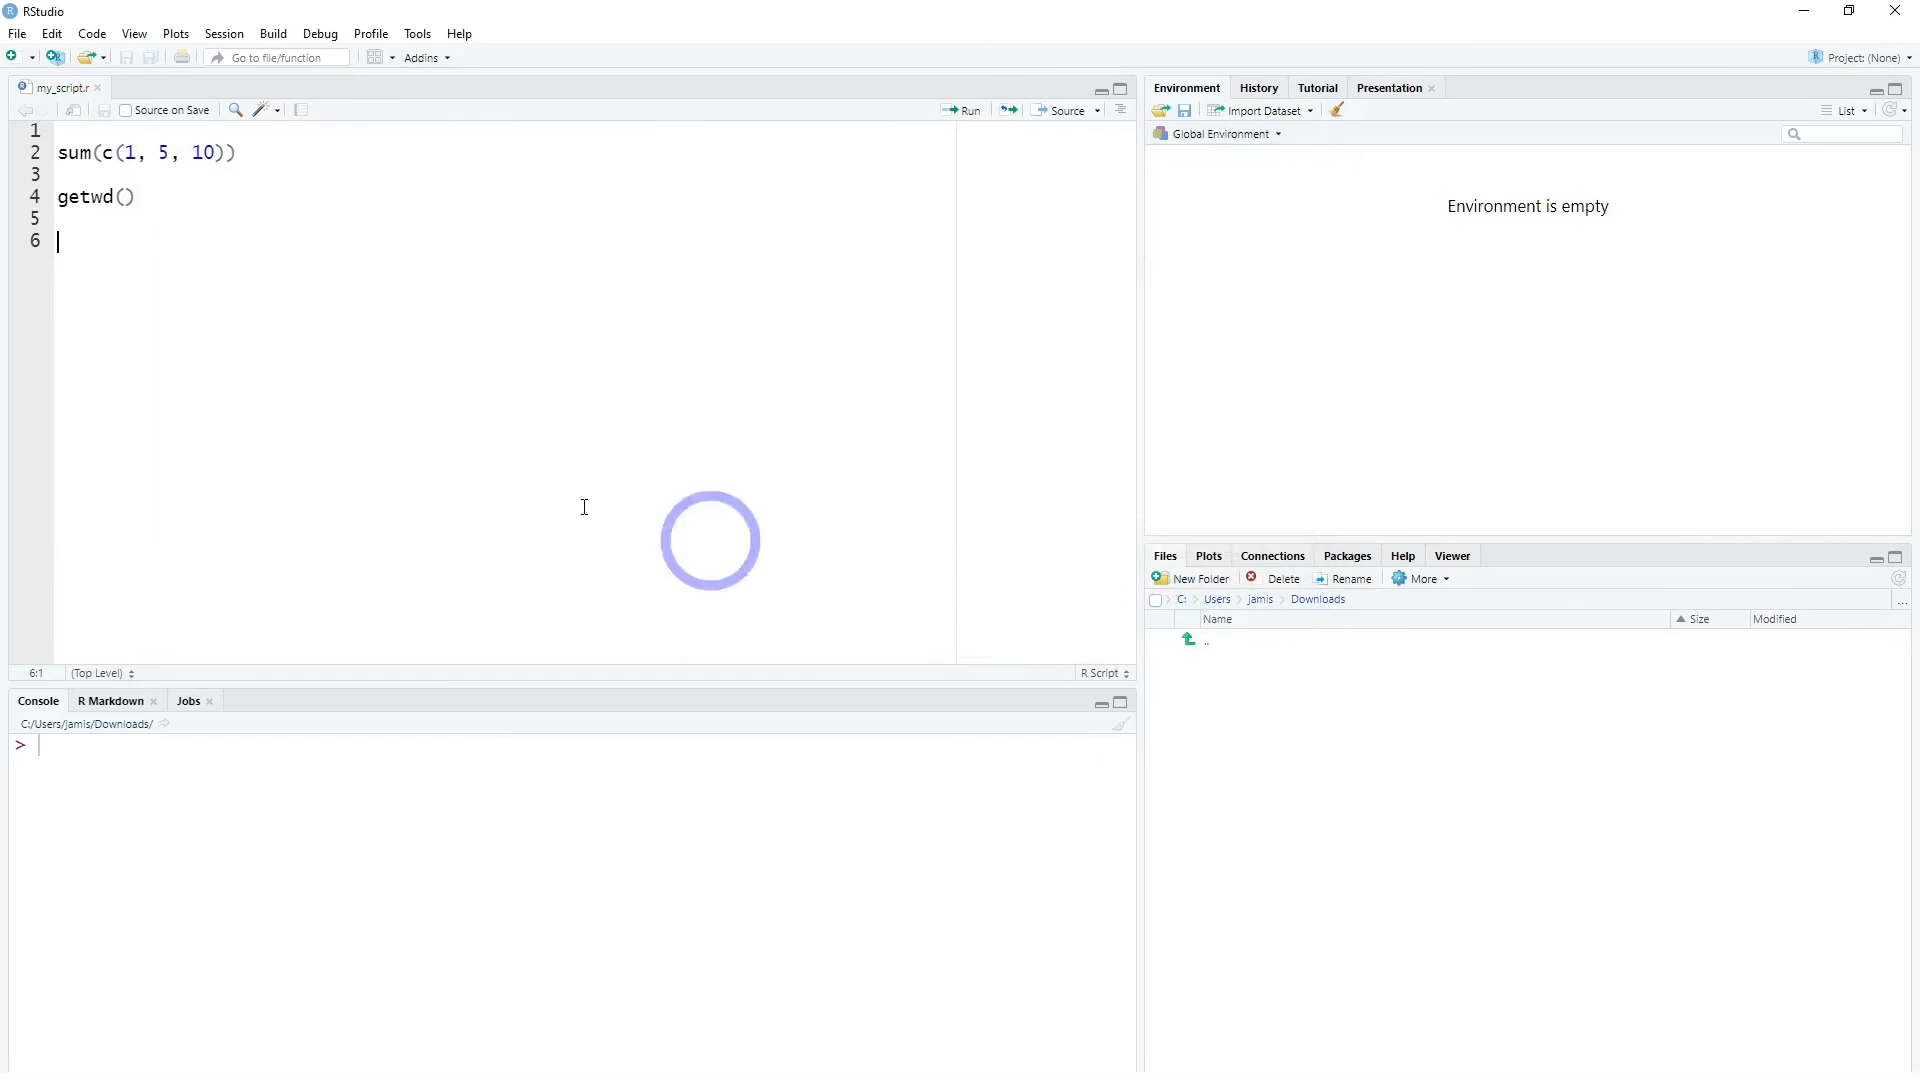 RStudio
File Edit Code View Plots Session Build Debug Profile Tools Help
Go to file/function Addins Project: (None)
my_script.r
Source on Save Run Source
1
2 sum(c(1, 5, 10))
3
4 getwd()
5
6
6:1 (Top Level) R Script
Console R Markdown Jobs
C:/Users/jamis/Downloads/
>
Environment History Tutorial Presentation
Import Dataset List
Global Environment
Environment is empty
Files Plots Connections Packages Help Viewer
New Folder Delete Rename More
C: Users jamis Downloads ...
Name Size Modified
..